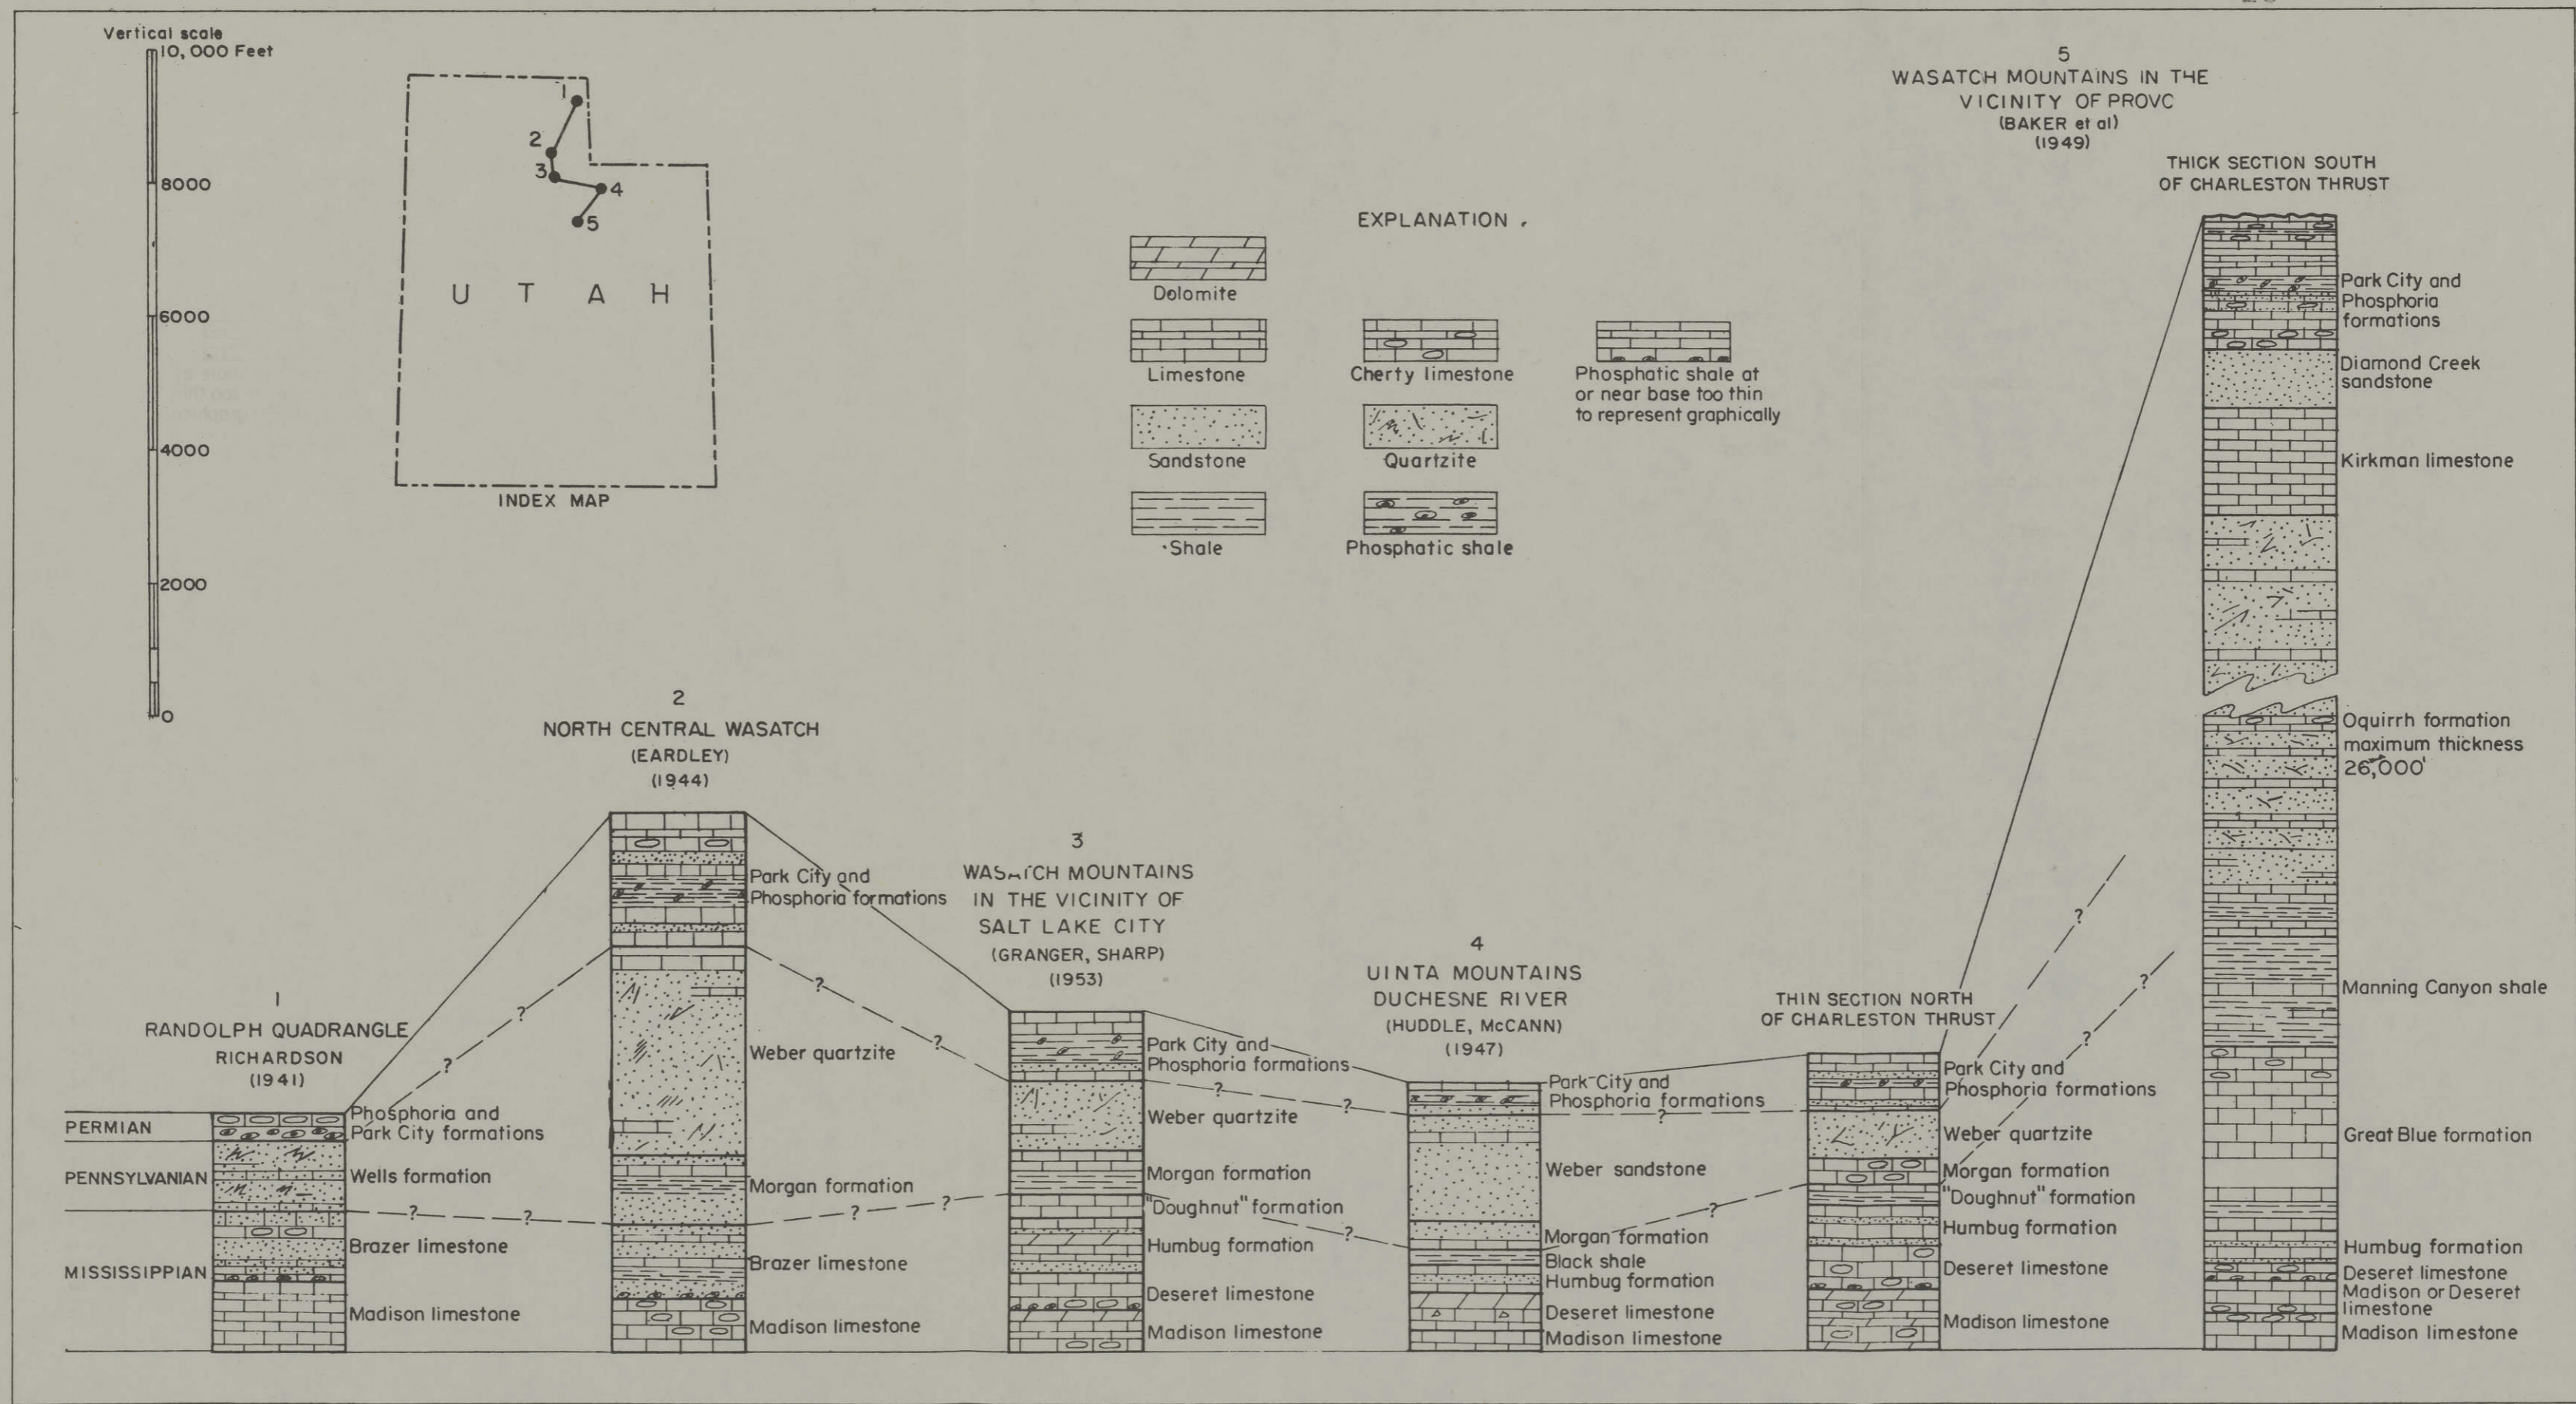 Vertical scale
10,000 Feet
8000
6000
4000
2000
0
1
2
3
4
5
U T A H
INDEX MAP
EXPLANATION
Dolomite
Limestone
Cherty limestone
Phosphatic shale at
or near base too thin
to represent graphically
Sandstone
Quartzite
Shale
Phosphatic shale
1
RANDOLPH QUADRANGLE
RICHARDSON
(1941)
PERMIAN
PENNSYLVANIAN
MISSISSIPPIAN
Phosphoria and
Park City formations
Wells formation
Brazer limestone
Madison limestone
2
NORTH CENTRAL WASATCH
(EARDLEY)
(1944)
Park City and
Phosphoria formations
Weber quartzite
Morgan formation
Brazer limestone
Madison limestone
3
WASATCH MOUNTAINS
IN THE VICINITY OF
SALT LAKE CITY
(GRANGER, SHARP)
(1953)
Park City and
Phosphoria formations
Weber quartzite
Morgan formation
"Doughnut" formation
Humbug formation
Deseret limestone
Madison limestone
4
UINTA MOUNTAINS
DUCHESNE RIVER
(HUDDLE, McCANN)
(1947)
Park City and
Phosphoria formations
Weber sandstone
Morgan formation
Black shale
Humbug formation
Deseret limestone
Madison limestone
5
WASATCH MOUNTAINS IN THE
VICINITY OF PROVC
(BAKER et al)
(1949)
THIN SECTION NORTH
OF CHARLESTON THRUST
Park City and
Phosphoria formations
Weber quartzite
Morgan formation
"Doughnut" formation
Humbug formation
Deseret limestone
Madison limestone
THICK SECTION SOUTH
OF CHARLESTON THRUST
Park City and
Phosphoria
formations
Diamond Creek
sandstone
Kirkman limestone
Oquirrh formation
maximum thickness
26,000'
Manning Canyon shale
Great Blue formation
Humbug formation
Deseret limestone
Madison or Deseret
limestone
Madison limestone
? ? ? ? ? ? ? ? ? ? ? ? ? ? ? ?